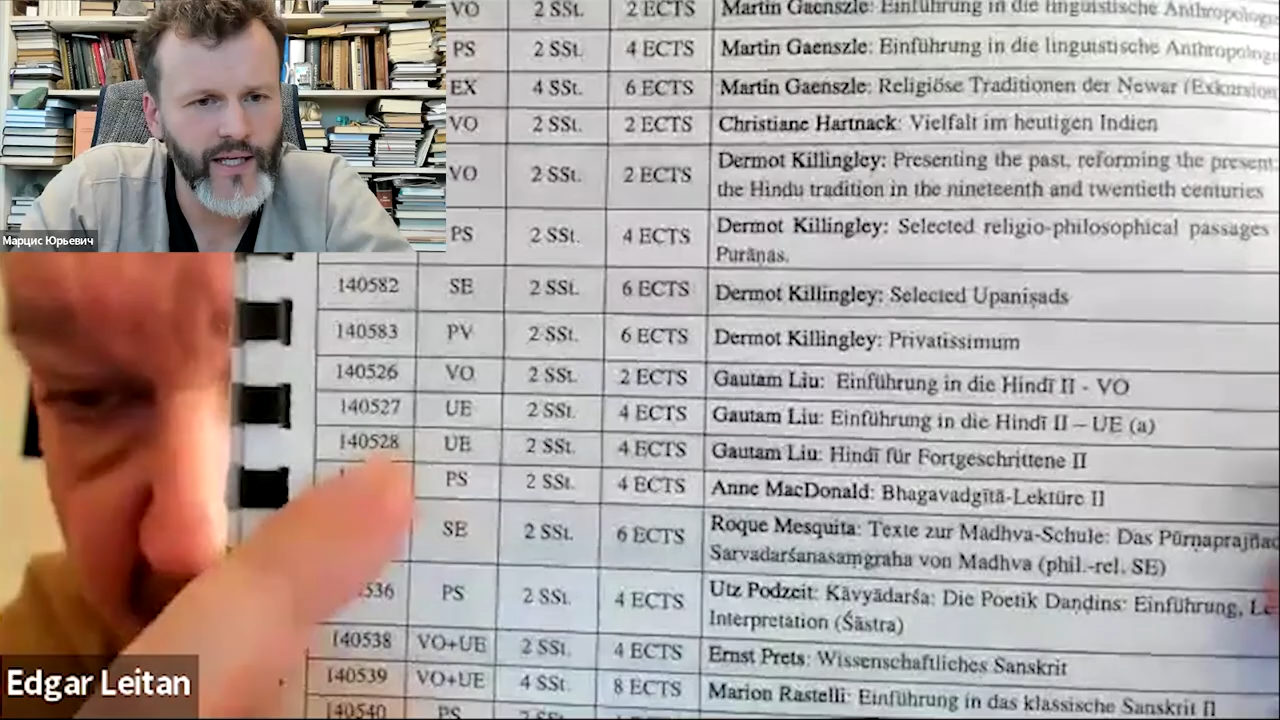 VO 2 SSt. 2 ECTS Martin Gaenszle: Einführung in die linguistische
PS 2 SSt. 4 ECTS Martin Gaenszle: Einführung in die linguistische
EX 4 SSt. 6 ECTS Martin Gaenszle: Religiöse Traditionen der Newar (Exkursion
VO 2 SSt. 2 ECTS Christiane Hartnack: Vielfalt im heutigen Indien
VO 2 SSt. 2 ECTS Dermot Killingley: Presenting the past, reforming the present
the Hindu tradition in the nineteenth and twentieth centuries
PS 2 SSt. 4 ECTS Dermot Killingley: Selected religio-philosophical passages
Purāṇas.
Марцис Юрьевич
140582 SE 2 SSt. 6 ECTS Dermot Killingley: Selected Upaniṣads
140583 PV 2 SSt. 6 ECTS Dermot Killingley: Privatissimum
140526 VO 2 SSt. 2 ECTS Gautam Liu: Einführung in die Hindī II - VO
140527 UE 2 SSt. 4 ECTS Gautam Liu: Einführung in die Hindī II – UE (a)
140528 UE 2 SSt. 4 ECTS Gautam Liu: Hindī für Fortgeschrittene II
PS 2 SSt. 4 ECTS Anne MacDonald: Bhagavadgītā-Lektüre II
SE 2 SSt. 6 ECTS Roque Mesquita: Texte zur Madhva-Schule: Das
Sarvadarśanasaṃgraha von Madhva (phil.-rel. SE)
536 PS 2 SSt. 4 ECTS Utz Podzeit: Kāvyādarśa: Die Poetik Daṇḍins: Einführung,
Interpretation (Śāstra)
140538 VO+UE 2 SSt. 4 ECTS Ernst Prets: Wissenschaftliches Sanskrit
140539 VO+UE 4 SSt. 8 ECTS Marion Rastelli: Einführung in das klassische Sanskrit II
140540 PS
Edgar Leitan